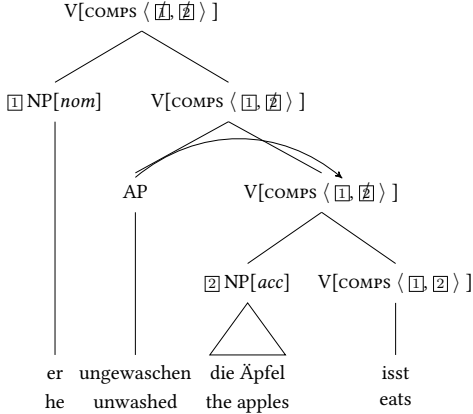 V[COMPS ⟨ 1̸, 2̸ ⟩ ]
1 NP[nom] V[COMPS ⟨ 1, 2̸ ⟩ ]
AP V[COMPS ⟨ 1, 2̸ ⟩ ]
2 NP[acc] V[COMPS ⟨ 1, 2 ⟩ ]
er ungewaschen die Äpfel isst
he unwashed the apples eats